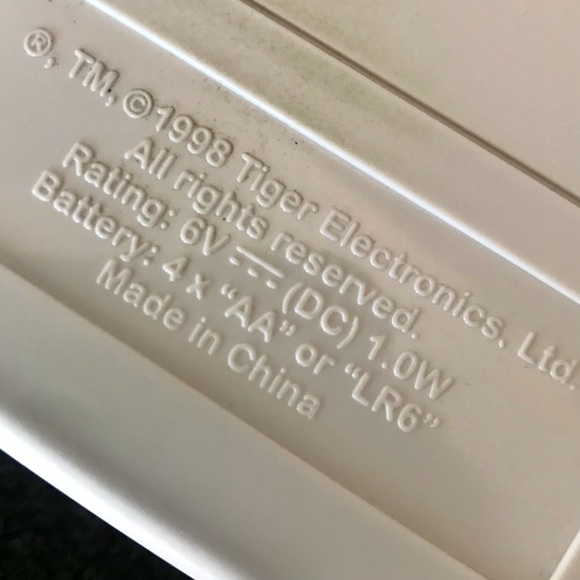 ®, TM, ©1998 Tiger Electronics, Ltd.
All rights reserved.
Rating: 6V ⎓ (DC) 1.0W
Battery: 4 x “AA” or “LR6”
Made in China